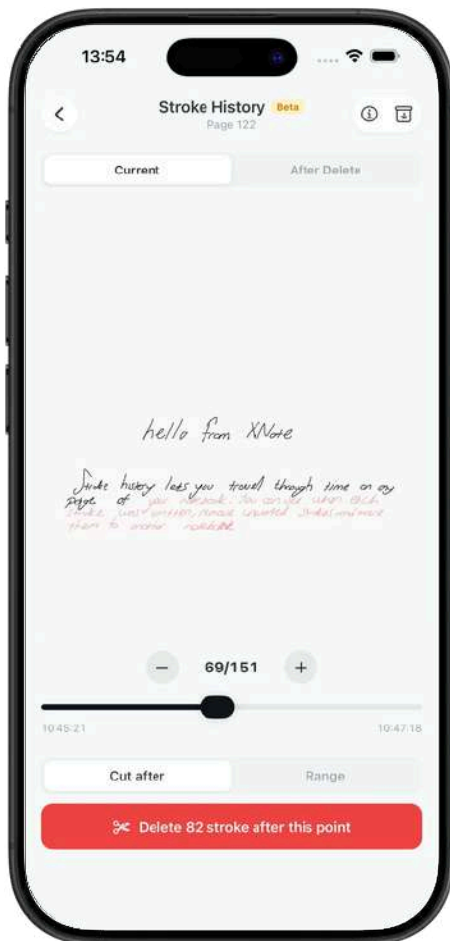 13:54
Stroke History Beta
Page 122
Current After Delete
hello from XNote
Stroke history lets you travel through time on any
page of your notebook. You can see when each
stroke was written, remove unwanted strokes and move
them to another notebook
69/151
10:45:21 10:47:18
Cut after Range
Delete 82 stroke after this point